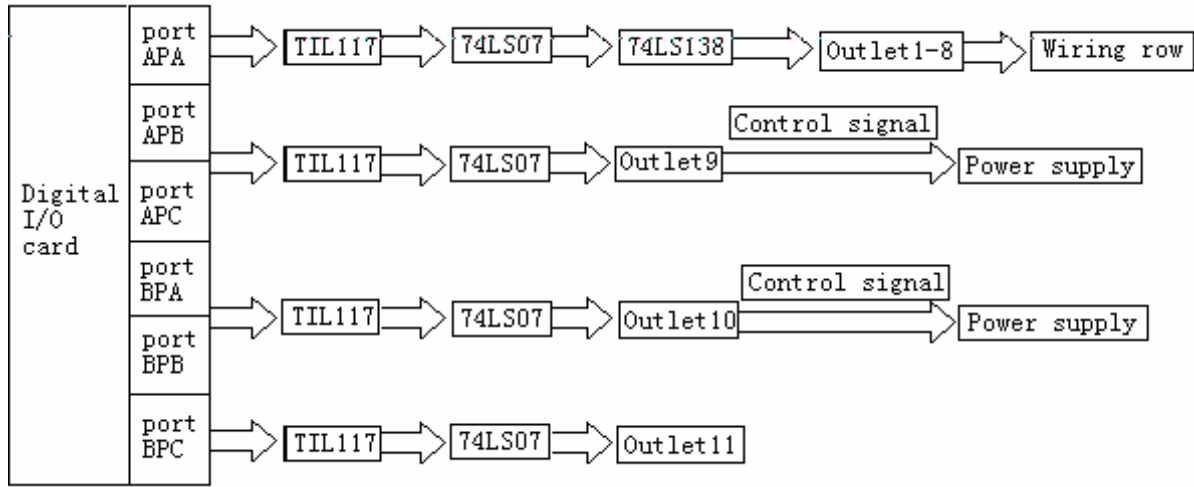 Digital
I/O
card
port
APA
TIL117
74LS07
74LS138
Outlet1-8
Wiring row
port
APB
port
APC
TIL117
74LS07
Outlet9
Control signal
Power supply
port
BPA
port
BPB
TIL117
74LS07
Outlet10
Control signal
Power supply
port
BPC
TIL117
74LS07
Outlet11